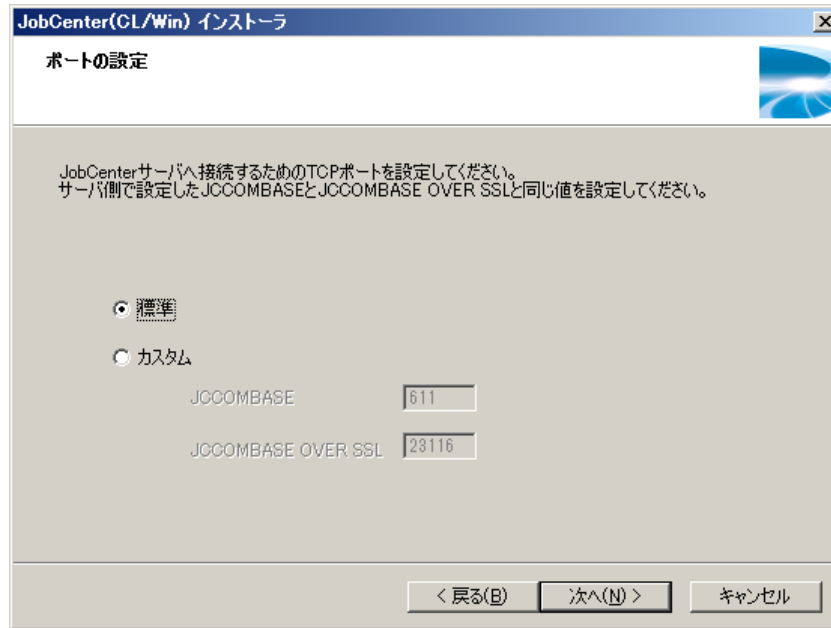 JobCenter(CL/Win) インストーラ
ポートの設定
JobCenterサーバへ接続するためのTCPポートを設定してください。
サーバ側で設定したJCCOMBASEとJCCOMBASE OVER SSLと同じ値を設定してください。
標準
カスタム
JCCOMBASE 611
JCCOMBASE OVER SSL 23116
< 戻る(B) 次へ(N) > キャンセル